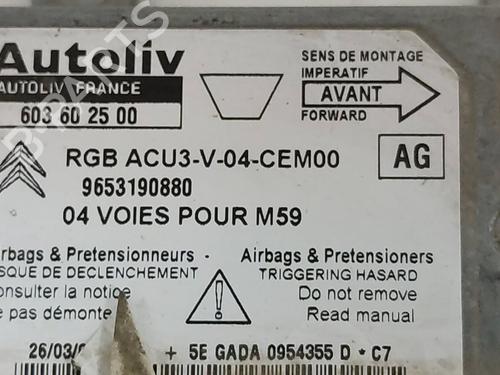 Autoliv
AUTOLIV FRANCE
603 60 25 00
SENS DE MONTAGE
IMPERATIF
AVANT
FORWARD
RGB ACU3-V-04-CEM00
AG
9653190880
04 VOIES POUR M59
Airbags & Pretensionneurs - Airbags & Pretensioners
DE DECLENCHEMENT TRIGGERING HASARD
consulter la notice Do not remove
pas démonte Read manual
26/03/ + 5E GADA 0954355 D * C7